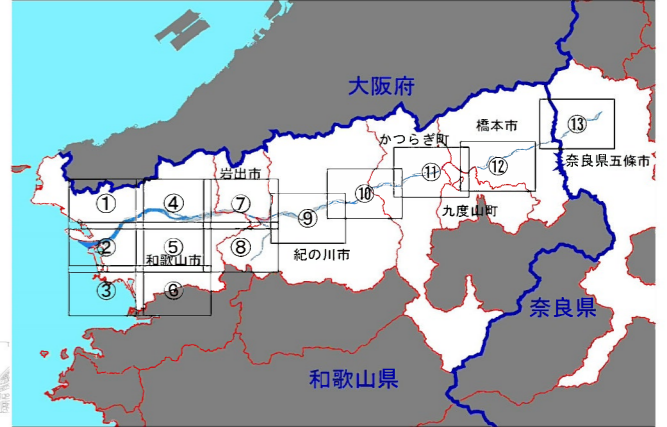 大阪府
⑬
橋本市
かつらぎ町
奈良県五條市
岩出市
⑪
⑫
①
④
⑦
⑨
⑩
九度山町
②
⑤
⑧
紀の川市
和歌山市
③
⑥
奈良県
和歌山県